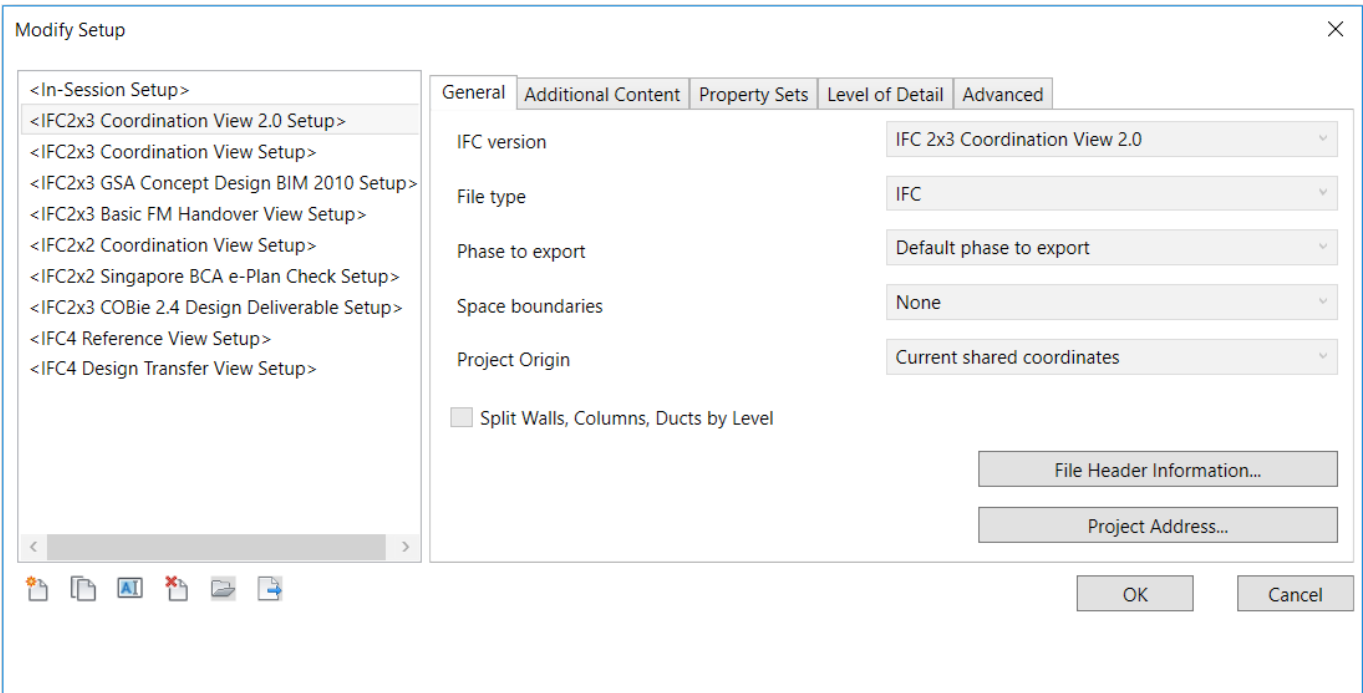 Modify Setup
<In-Session Setup>
<IFC2x3 Coordination View 2.0 Setup>
<IFC2x3 Coordination View Setup>
<IFC2x3 GSA Concept Design BIM 2010 Setup>
<IFC2x3 Basic FM Handover View Setup>
<IFC2x2 Coordination View Setup>
<IFC2x2 Singapore BCA e-Plan Check Setup>
<IFC2x3 COBie 2.4 Design Deliverable Setup>
<IFC4 Reference View Setup>
<IFC4 Design Transfer View Setup>
General Additional Content Property Sets Level of Detail Advanced
IFC version IFC 2x3 Coordination View 2.0
File type IFC
Phase to export Default phase to export
Space boundaries None
Project Origin Current shared coordinates
Split Walls, Columns, Ducts by Level
File Header Information...
Project Address...
AI
OK Cancel